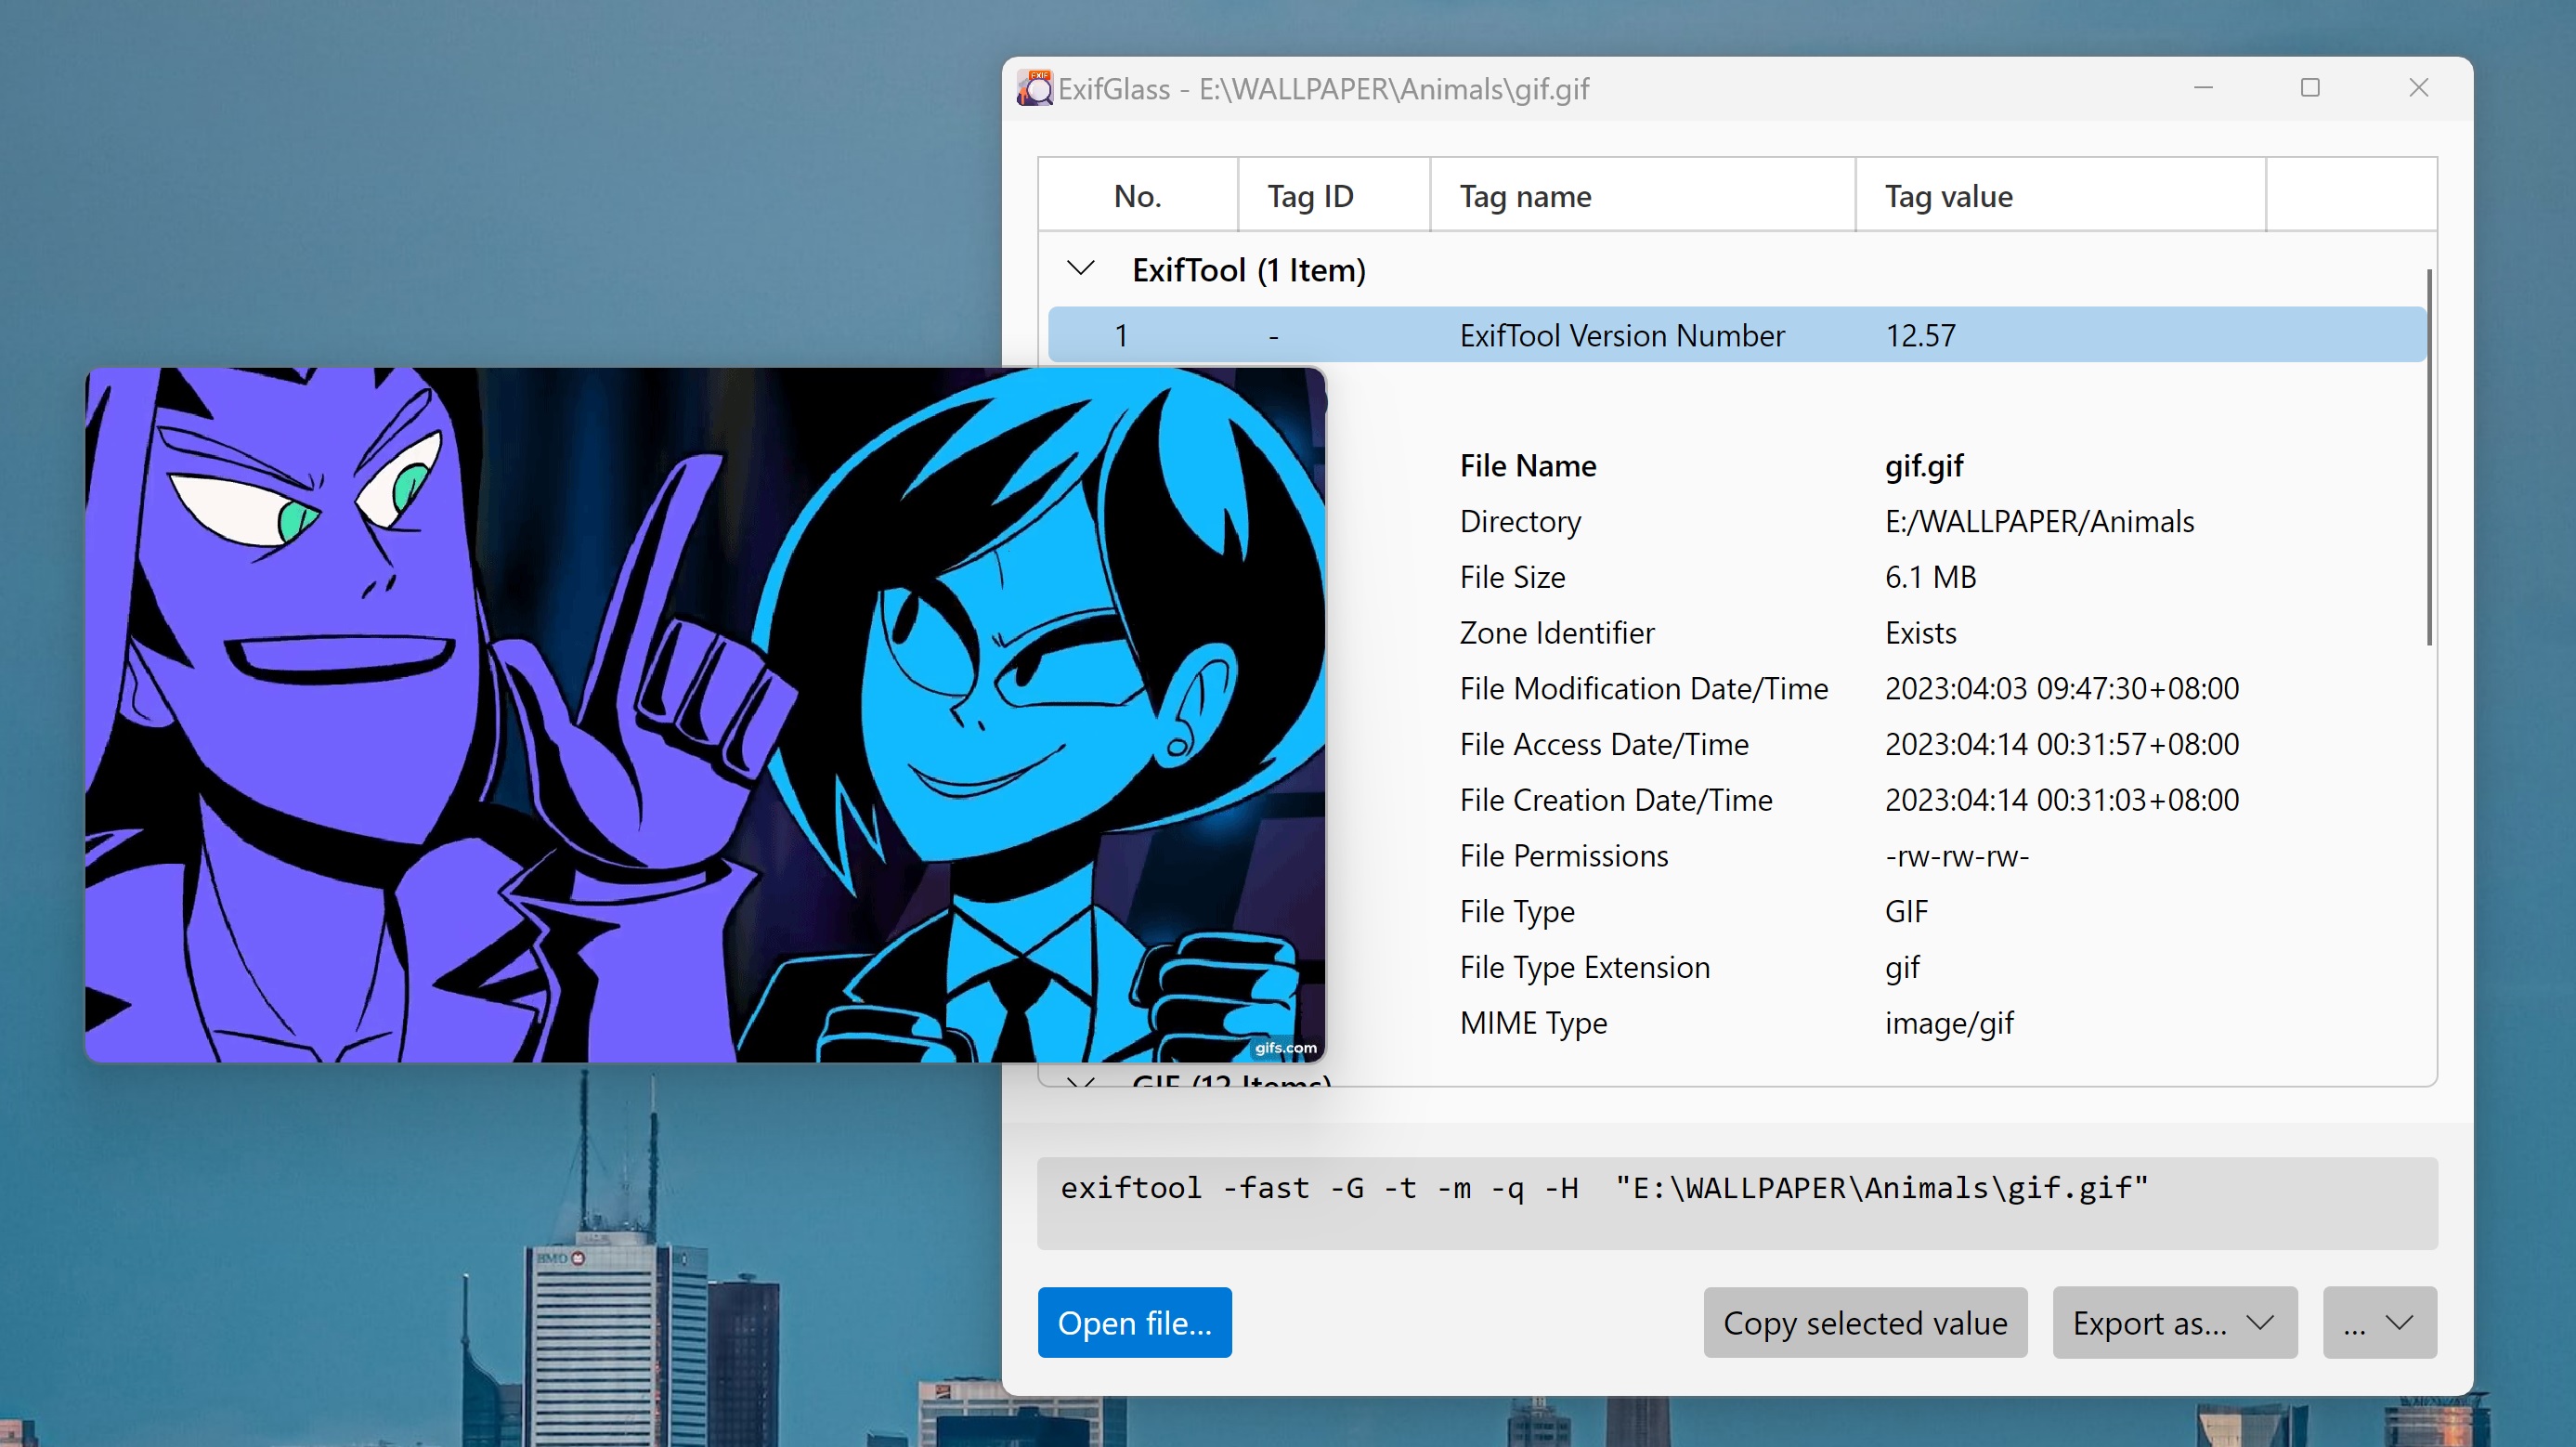 ExifGlass - E:\WALLPAPER\Animals\gif.gif
No. Tag ID Tag name Tag value
ExifTool (1 Item)
1 - ExifTool Version Number 12.57
File Name gif.gif
Directory E:/WALLPAPER/Animals
File Size 6.1 MB
Zone Identifier Exists
File Modification Date/Time 2023:04:03 09:47:30+08:00
File Access Date/Time 2023:04:14 00:31:57+08:00
File Creation Date/Time 2023:04:14 00:31:03+08:00
File Permissions -rw-rw-rw-
File Type GIF
File Type Extension gif
MIME Type image/gif
gifs.com
GIF (12 Items)
exiftool -fast -G -t -m -q -H "E:\WALLPAPER\Animals\gif.gif"
BMO
Open file... Copy selected value Export as... ...